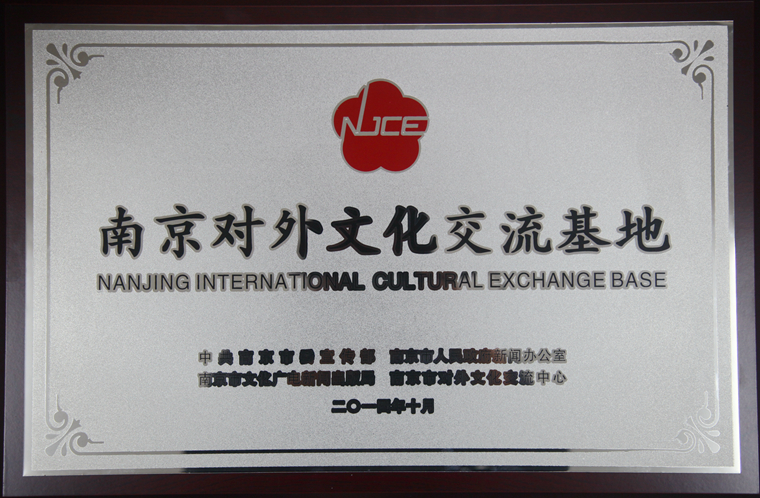 NJCE
南京对外文化交流基地
NANJING INTERNATIONAL CULTURAL EXCHANGE BASE
中共南京市委宣传部 南京市人民政府新闻办公室
南京市文化广电新闻出版局 南京市对外文化交流中心
二〇一四年十月